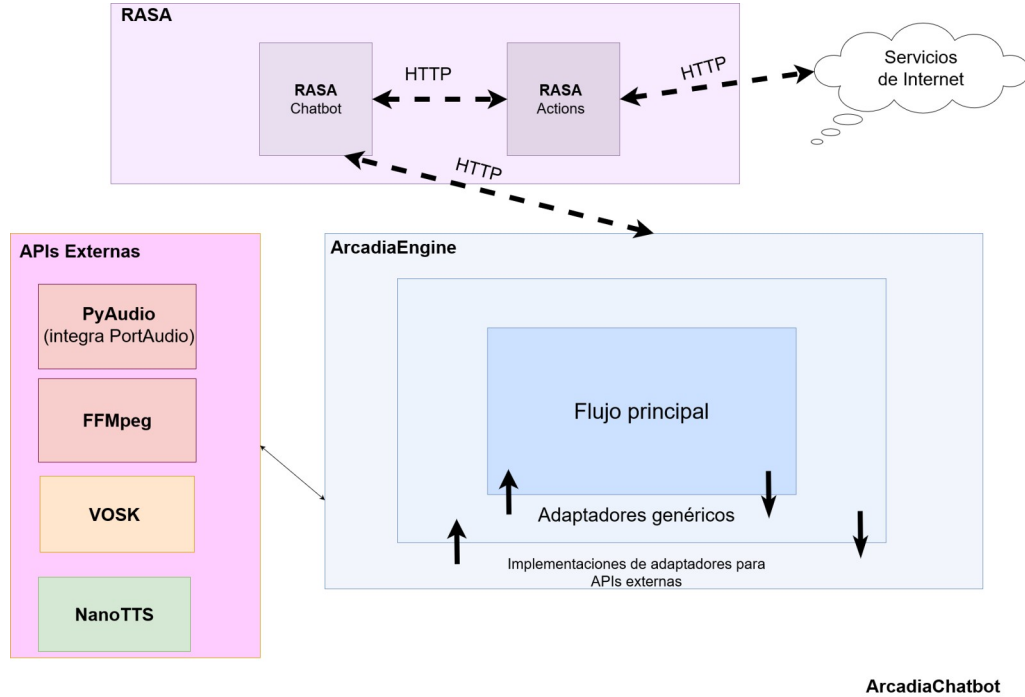 RASA
RASA
Chatbot
HTTP
RASA
Actions
HTTP
Servicios
de Internet
HTTP
APIs Externas
PyAudio
(integra PortAudio)
FFMpeg
VOSK
NanoTTS
ArcadiaEngine
Flujo principal
Adaptadores genéricos
Implementaciones de adaptadores para
APIs externas
ArcadiaChatbot